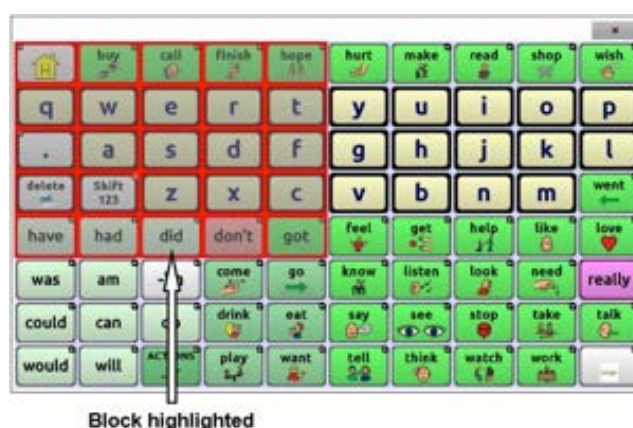 buy call finish hope hurt make read shop wish
q w e r t y u i o p
. a s d f g h j k l
delete Shift 123 z x c v b n m went
have had did don't got feel get help like love
was am come go know listen look need really
could can drink eat say see stop take talk
would will ACTIONS play want tell think watch work
Block highlighted